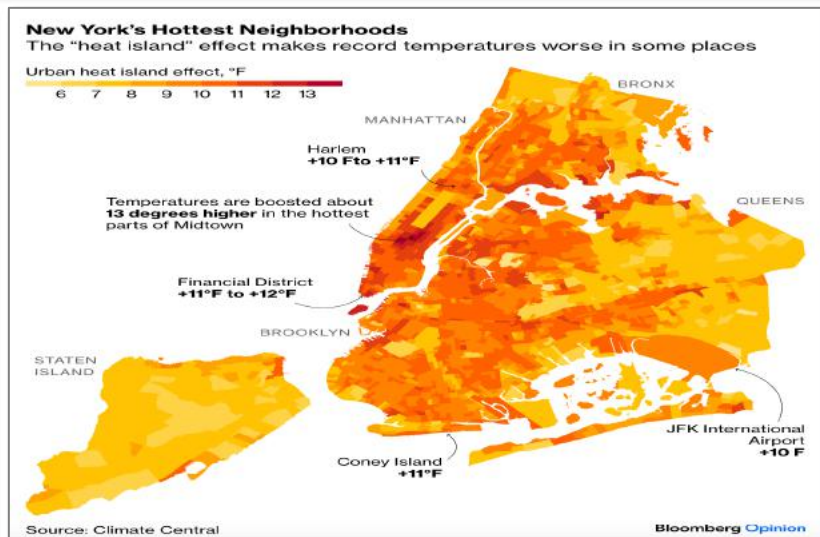 New York's Hottest Neighborhoods
The "heat island" effect makes record temperatures worse in some places
Urban heat island effect, °F
6 7 8 9 10 11 12 13
BRONX
MANHATTAN
Harlem
+10 Fto +11°F
QUEENS
Temperatures are boosted about
13 degrees higher in the hottest
parts of Midtown
Financial District
+11°F to +12°F
BROOKLYN
STATEN
ISLAND
JFK International
Airport
+10 F
Coney Island
+11°F
Source: Climate Central
Bloomberg Opinion